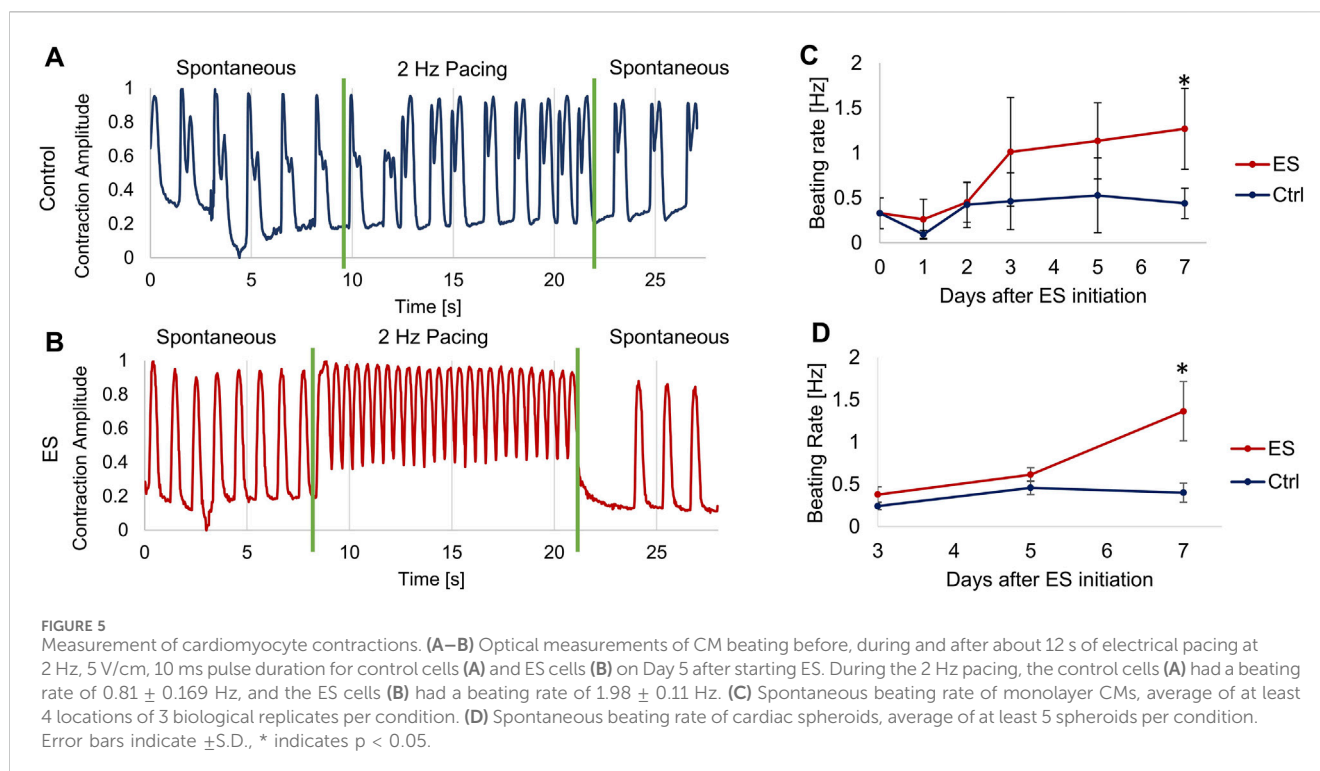 A
Spontaneous
2 Hz Pacing
Spontaneous
Control
Contraction Amplitude
1
0.8
0.6
0.4
0.2
0
0
5
10
15
20
25
Time [s]
B
Spontaneous
2 Hz Pacing
Spontaneous
ES
Contraction Amplitude
1
0.8
0.6
0.4
0.2
0
0
5
10
15
20
25
Time [s]
C
Beating rate [Hz]
2
1.5
1
0.5
0
*
ES
Ctrl
0
1
2
3
5
7
Days after ES initiation
D
Beating Rate [Hz]
2
1.5
1
0.5
0
*
ES
Ctrl
3
4
5
6
7
Days after ES initiation
FIGURE 5
Measurement of cardiomyocyte contractions. (A–B) Optical measurements of CM beating before, during and after about 12 s of electrical pacing at
2 Hz, 5 V/cm, 10 ms pulse duration for control cells (A) and ES cells (B) on Day 5 after starting ES. During the 2 Hz pacing, the control cells (A) had a beating
rate of 0.81 ± 0.169 Hz, and the ES cells (B) had a beating rate of 1.98 ± 0.11 Hz. (C) Spontaneous beating rate of monolayer CMs, average of at least
4 locations of 3 biological replicates per condition. (D) Spontaneous beating rate of cardiac spheroids, average of at least 5 spheroids per condition.
Error bars indicate ±S.D., * indicates p < 0.05.